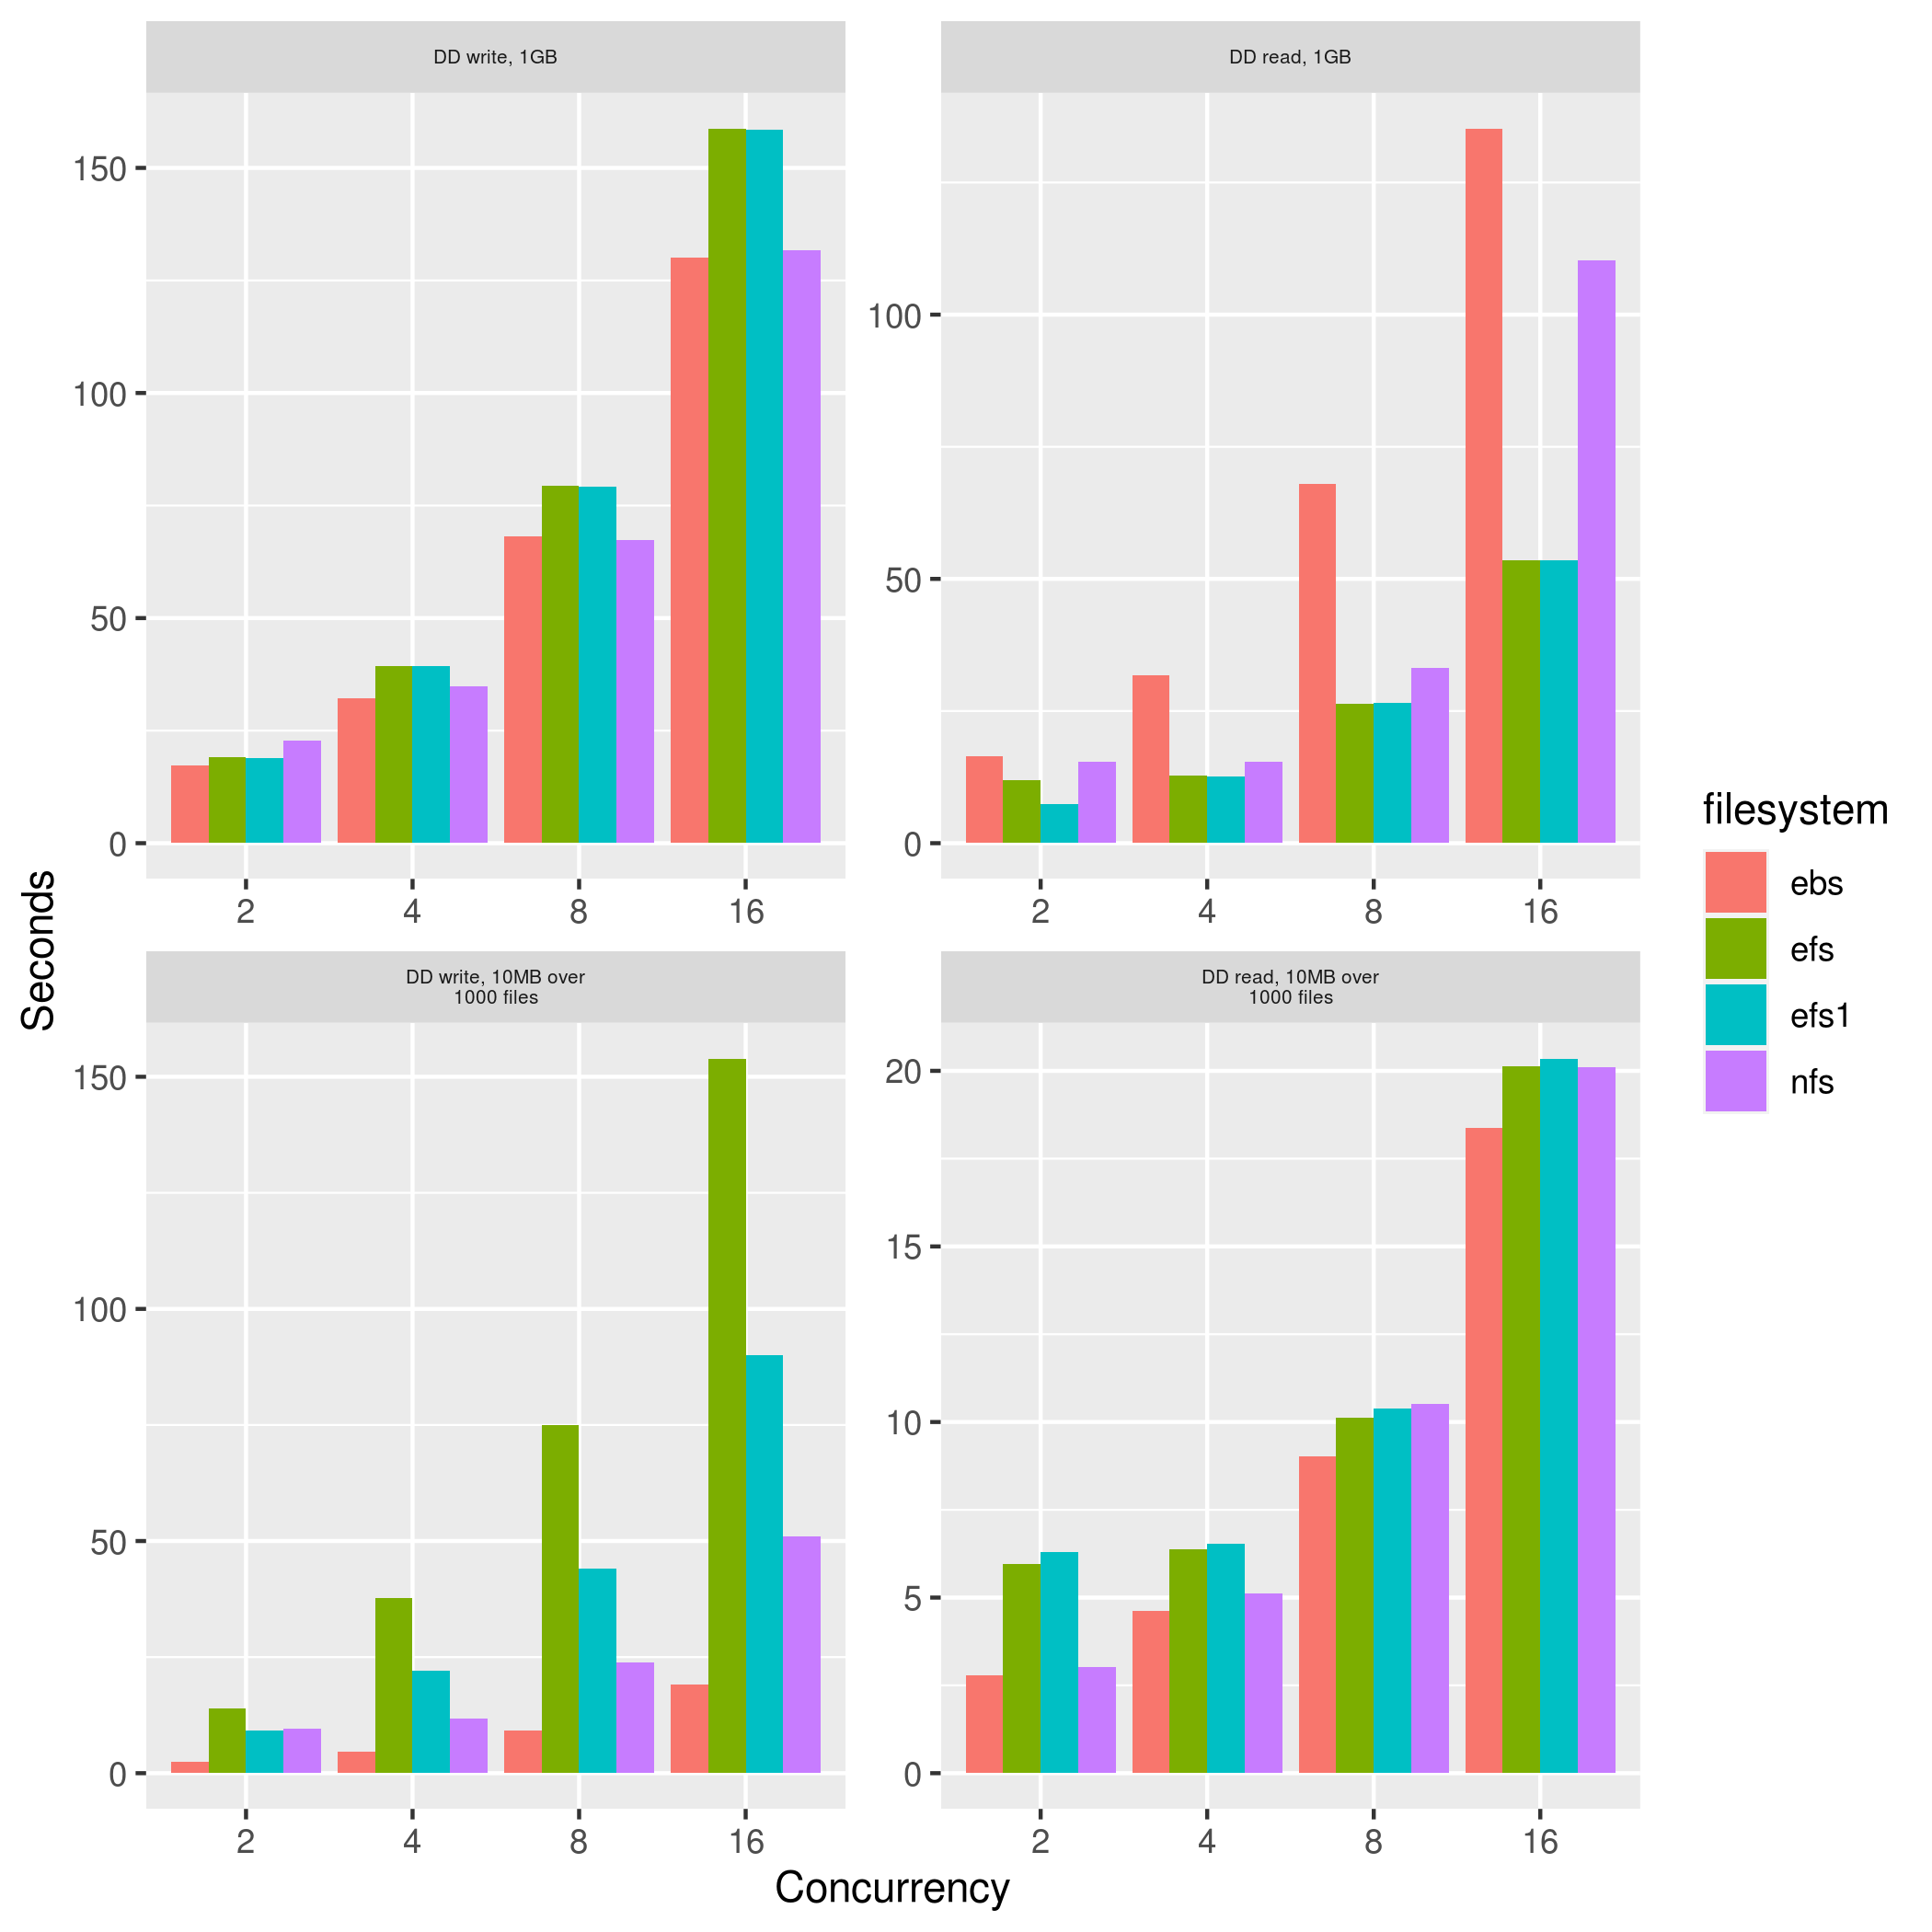 DD write, 1GB
DD read, 1GB
150
100
50
0
100
50
0
2 4 8 16
2 4 8 16
DD write, 10MB over
1000 files
DD read, 10MB over
1000 files
150
100
50
0
20
15
10
5
0
2 4 8 16
2 4 8 16
Seconds
Concurrency
filesystem
ebs
efs
efs1
nfs